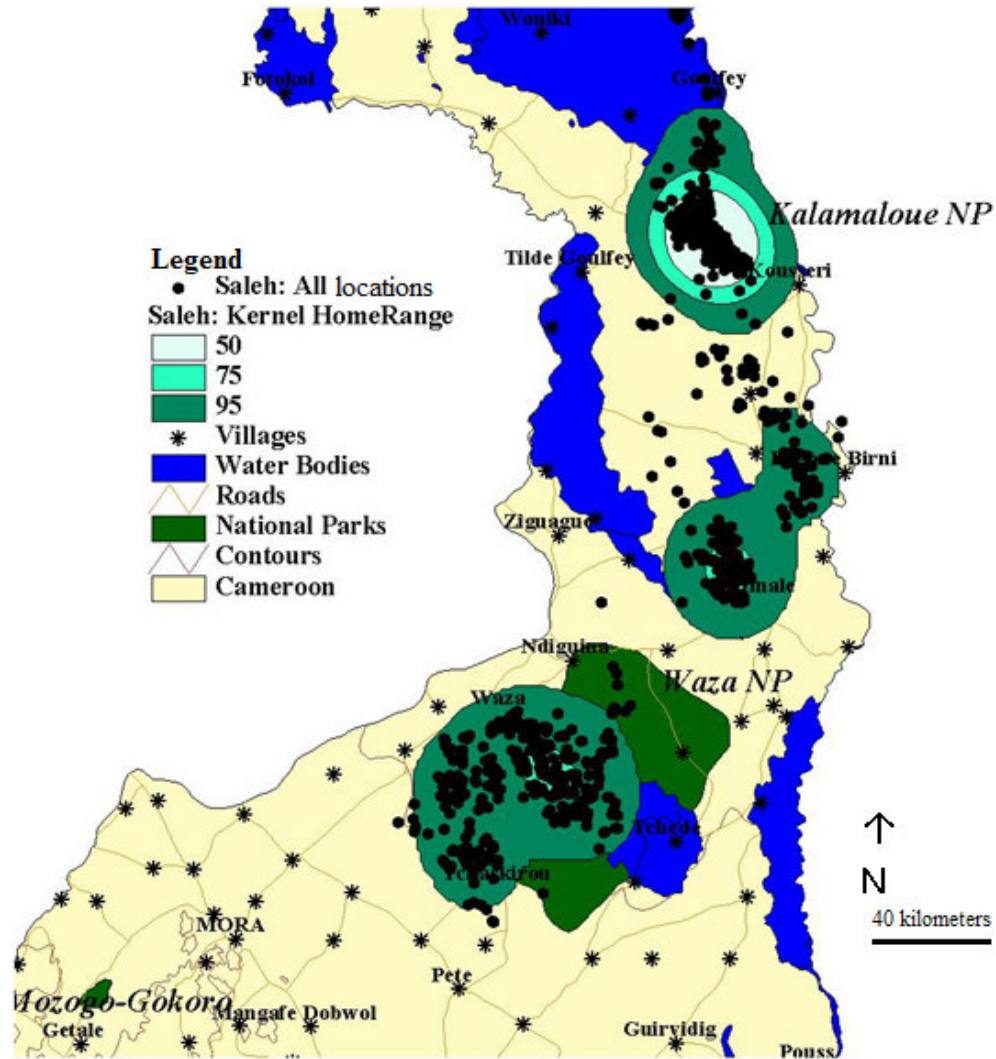 Woulki
Fotokol
Goulfey
Kalamaloue NP
Tilde Goulfey
Kousseri
Legend
Saleh: All locations
Saleh: Kernel HomeRange
50
75
95
Villages
Water Bodies
Roads
National Parks
Contours
Cameroon
Birni
Ziguague
Ndiguina
Waza NP
Waza
Tchede
N
40 kilometers
MORA
Pete
Mozogo-Gokoro
Mangafe Dobwol
Getale
Guirvidig
Pouss